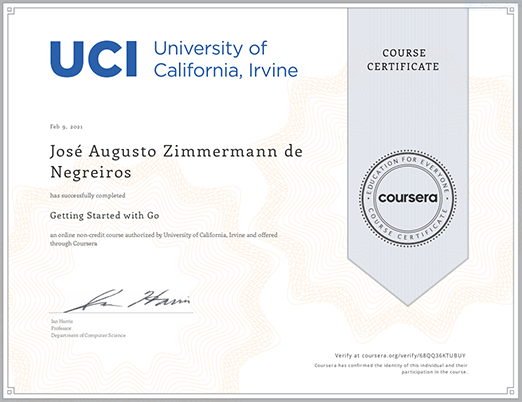 UCI University of
California, Irvine
COURSE
CERTIFICATE
Feb 9, 2021
José Augusto Zimmermann de
Negreiros
has successfully completed
Getting Started with Go
an online non-credit course authorized by University of California, Irvine and offered
through Coursera
EDUCATION FOR EVERYONE
coursera
COURSE CERTIFICATE
Ian Harris
Professor
Department of Computer Science
Verify at coursera.org/verify/6BQQ36KTUBUY
Coursera has confirmed the identity of this individual and their
participation in the course.